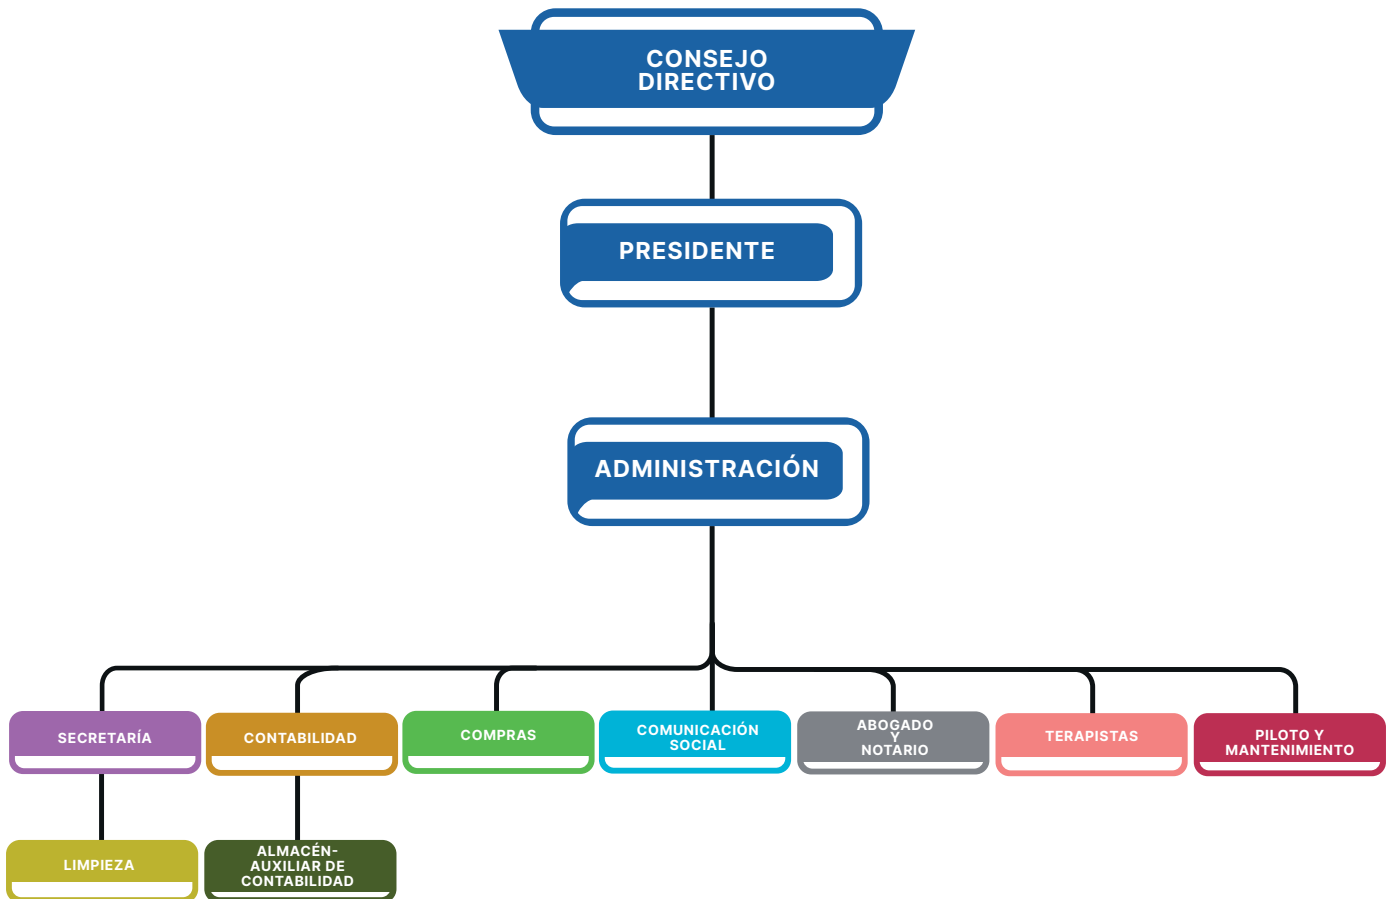 CONSEJO
DIRECTIVO
PRESIDENTE
ADMINISTRACIÓN
SECRETARÍA
CONTABILIDAD
COMPRAS
COMUNICACIÓN
SOCIAL
ABOGADO
Y
NOTARIO
TERAPISTAS
PILOTO Y
MANTENIMIENTO
LIMPIEZA
ALMACÉN-
AUXILIAR DE
CONTABILIDAD